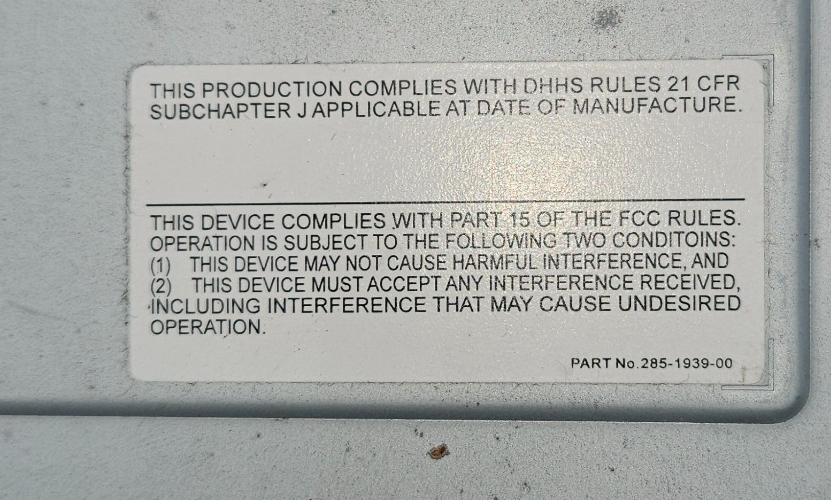 THIS PRODUCTION COMPLIES WITH DHHS RULES 21 CFR
SUBCHAPTER J APPLICABLE AT DATE OF MANUFACTURE.
THIS DEVICE COMPLIES WITH PART 15 OF THE FCC RULES.
OPERATION IS SUBJECT TO THE FOLLOWING TWO CONDITOINS:
(1) THIS DEVICE MAY NOT CAUSE HARMFUL INTERFERENCE, AND
(2) THIS DEVICE MUST ACCEPT ANY INTERFERENCE RECEIVED,
INCLUDING INTERFERENCE THAT MAY CAUSE UNDESIRED
OPERATION.
PART No.285-1939-00